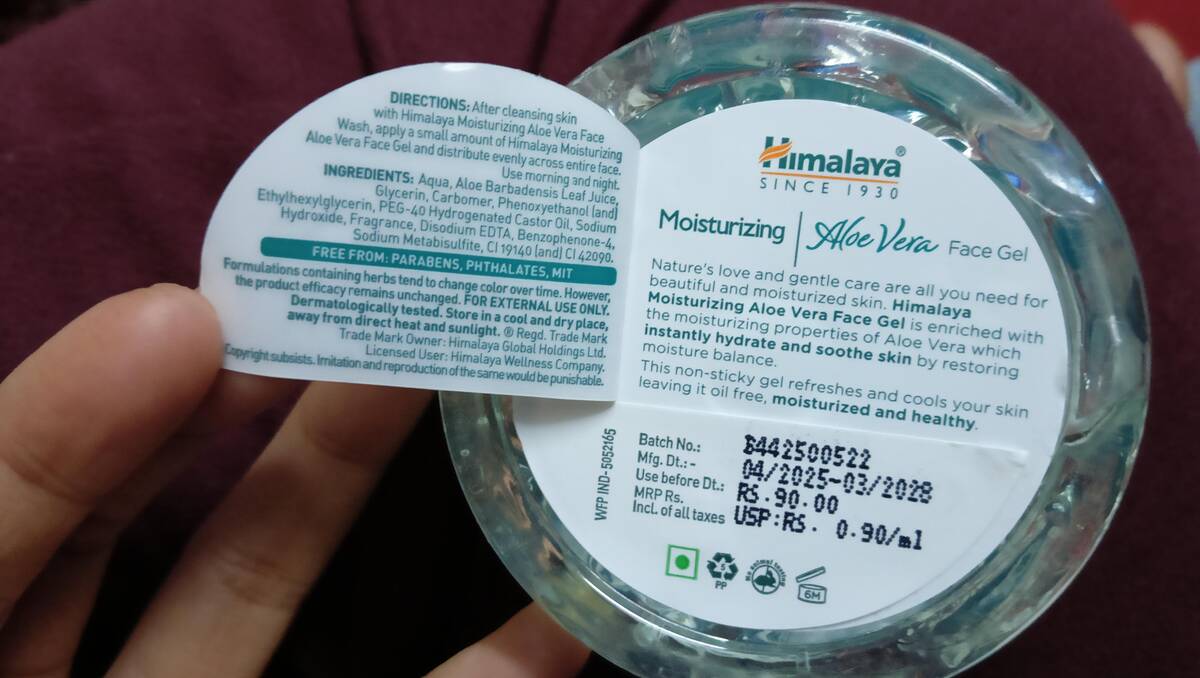 DIRECTIONS: After cleansing skin
with Himalaya Moisturizing Aloe Vera Face
Wash, apply a small amount of Himalaya Moisturizing
Aloe Vera Face Gel and distribute evenly across entire face.
Use morning and night.
INGREDIENTS: Aqua, Aloe Barbadensis Leaf Juice,
Glycerin, Carbomer, Phenoxyethanol (and)
Ethylhexylglycerin, PEG-40 Hydrogenated Castor Oil, Sodium
Hydroxide, Fragrance, Disodium EDTA, Benzophenone-4,
Sodium Metabisulfite, CI 19140 (and) CI 42090.
FREE FROM: PARABENS, PHTHALATES, MIT
Formulations containing herbs tend to change color over time. However,
the product efficacy remains unchanged. FOR EXTERNAL USE ONLY.
Dermatologically tested. Store in a cool and dry place,
away from direct heat and sunlight. ® Regd. Trade Mark
Trade Mark Owner: Himalaya Global Holdings Ltd.
Licensed User: Himalaya Wellness Company.
Copyright subsists. Imitation and reproduction of the same would be punishable.
Himalaya®
SINCE 1930
Moisturizing | Aloe Vera Face Gel
Nature's love and gentle care are all you need for
beautiful and moisturized skin. Himalaya
Moisturizing Aloe Vera Face Gel is enriched with
the moisturizing properties of Aloe Vera which
instantly hydrate and soothe skin by restoring
moisture balance.
This non-sticky gel refreshes and cools your skin
leaving it oil free, moisturized and healthy.
WFP IND- 5052165
Batch No.: B442500522
Mfg. Dt.: - 04/2025-03/2028
Use before Dt.:
MRP Rs. RS.90.00
Incl. of all taxes USP:RS. 0.90/ml
5
PP
No animal testing
6M